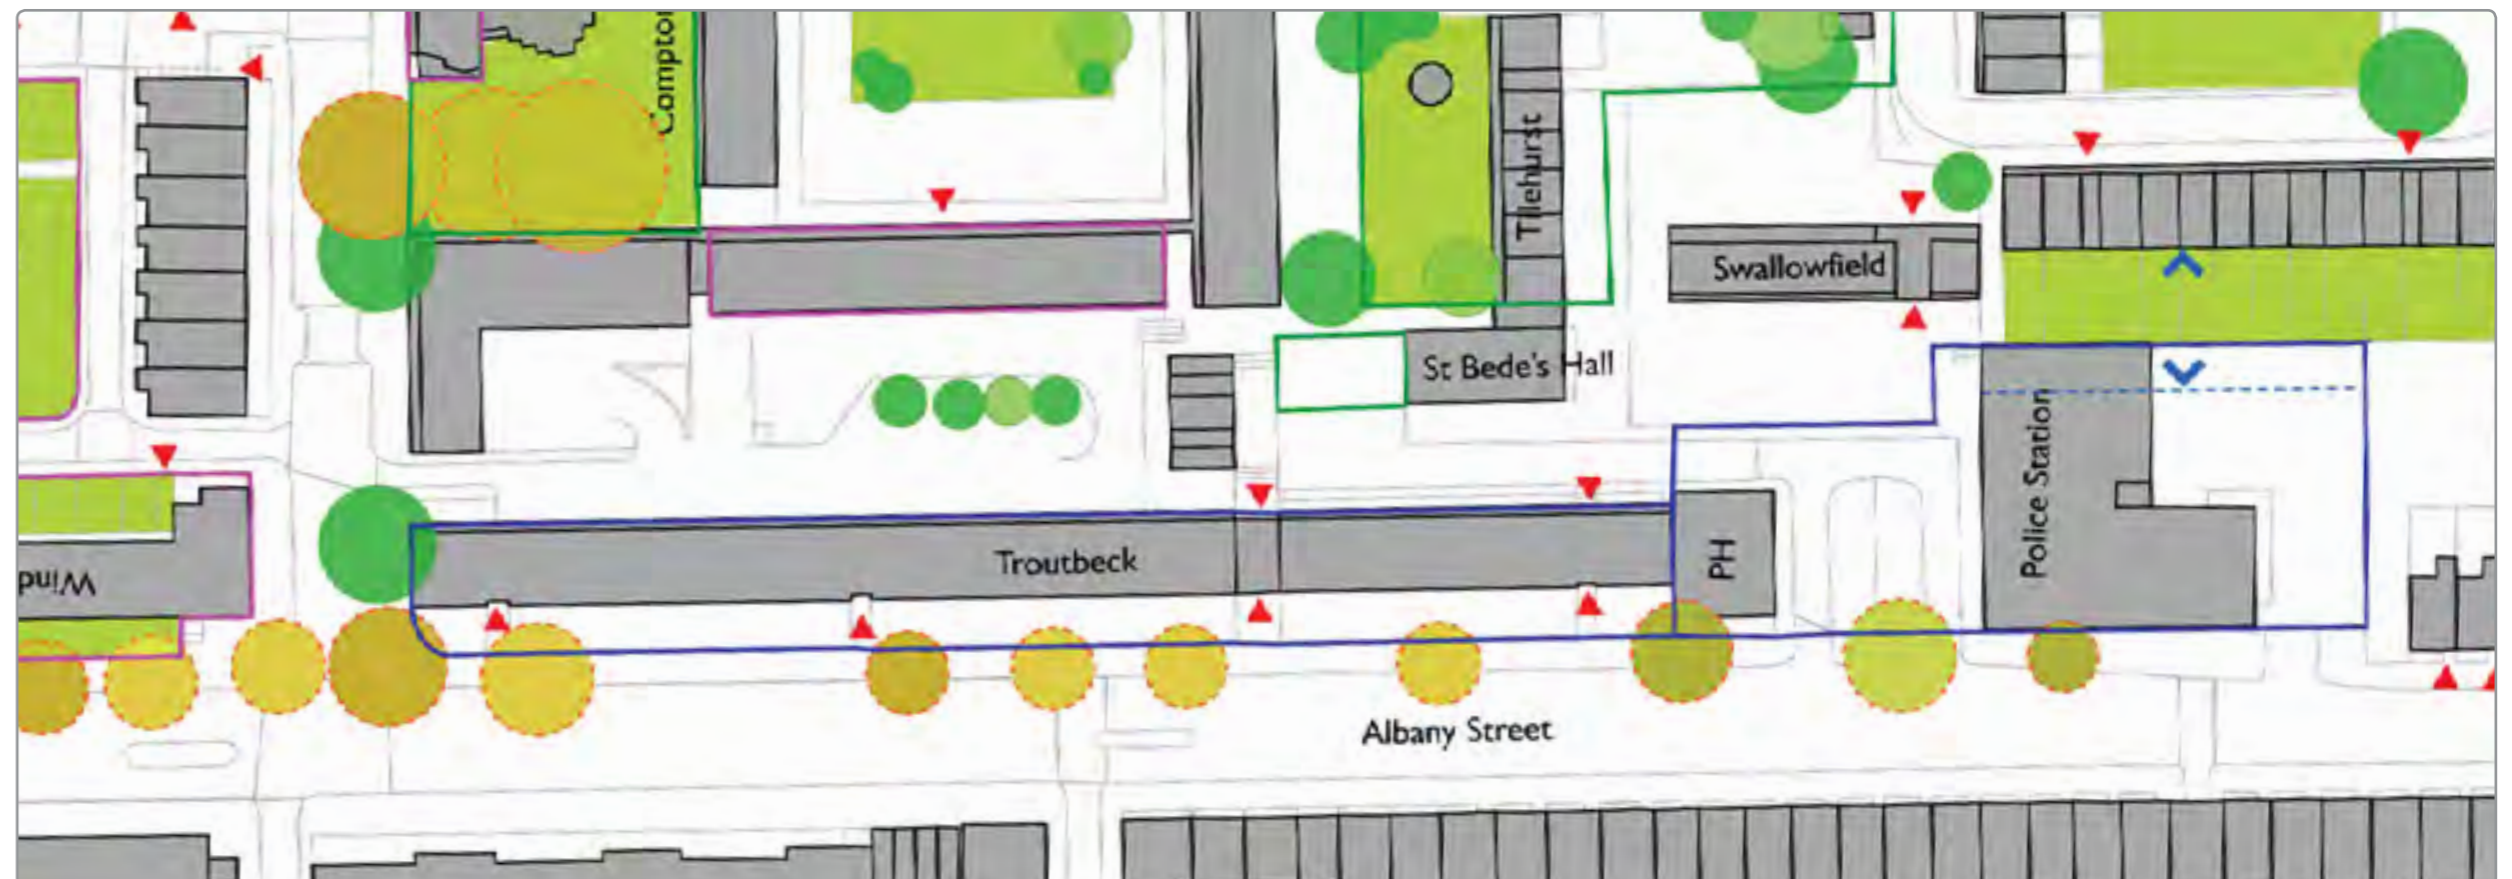 Compton
Tilehurst
Swallowfield
St Bede's Hall
Police Station
Troutbeck
PH
Wind
Albany Street